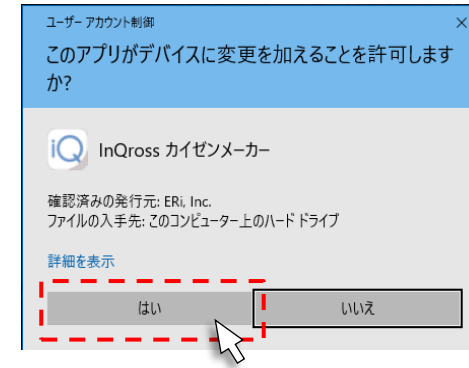 ユーザー アカウント制御
このアプリがデバイスに変更を加えることを許可します
か?
iQ InQross カイゼンメーカー
確認済みの発行元: ERi, Inc.
ファイルの入手先: このコンピューター上のハード ドライブ
詳細を表示
はい いいえ